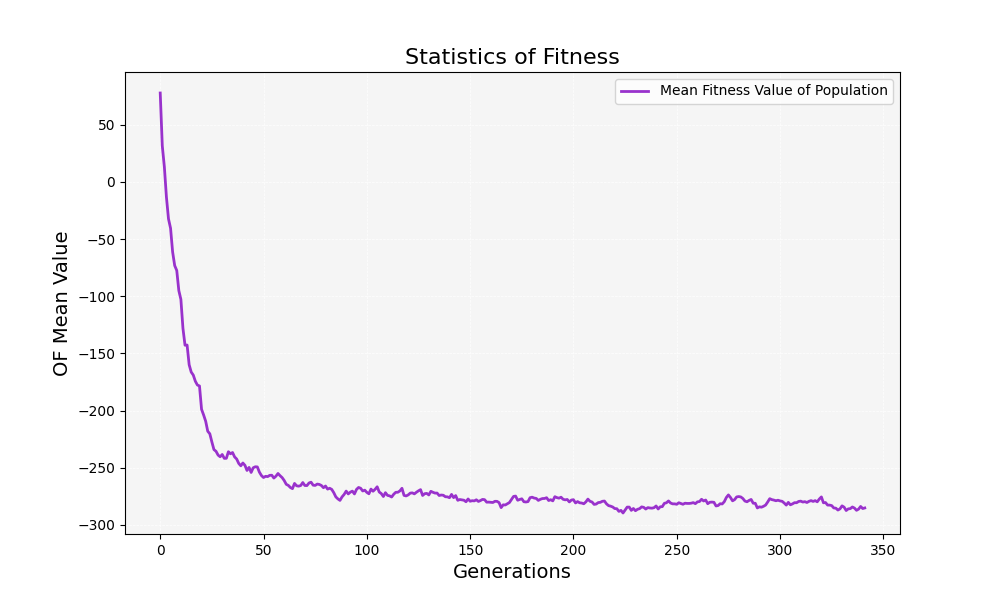 Statistics of Fitness
Mean Fitness Value of Population
OF Mean Value
50
0
−50
−100
−150
−200
−250
−300
0 50 100 150 200 250 300 350
Generations